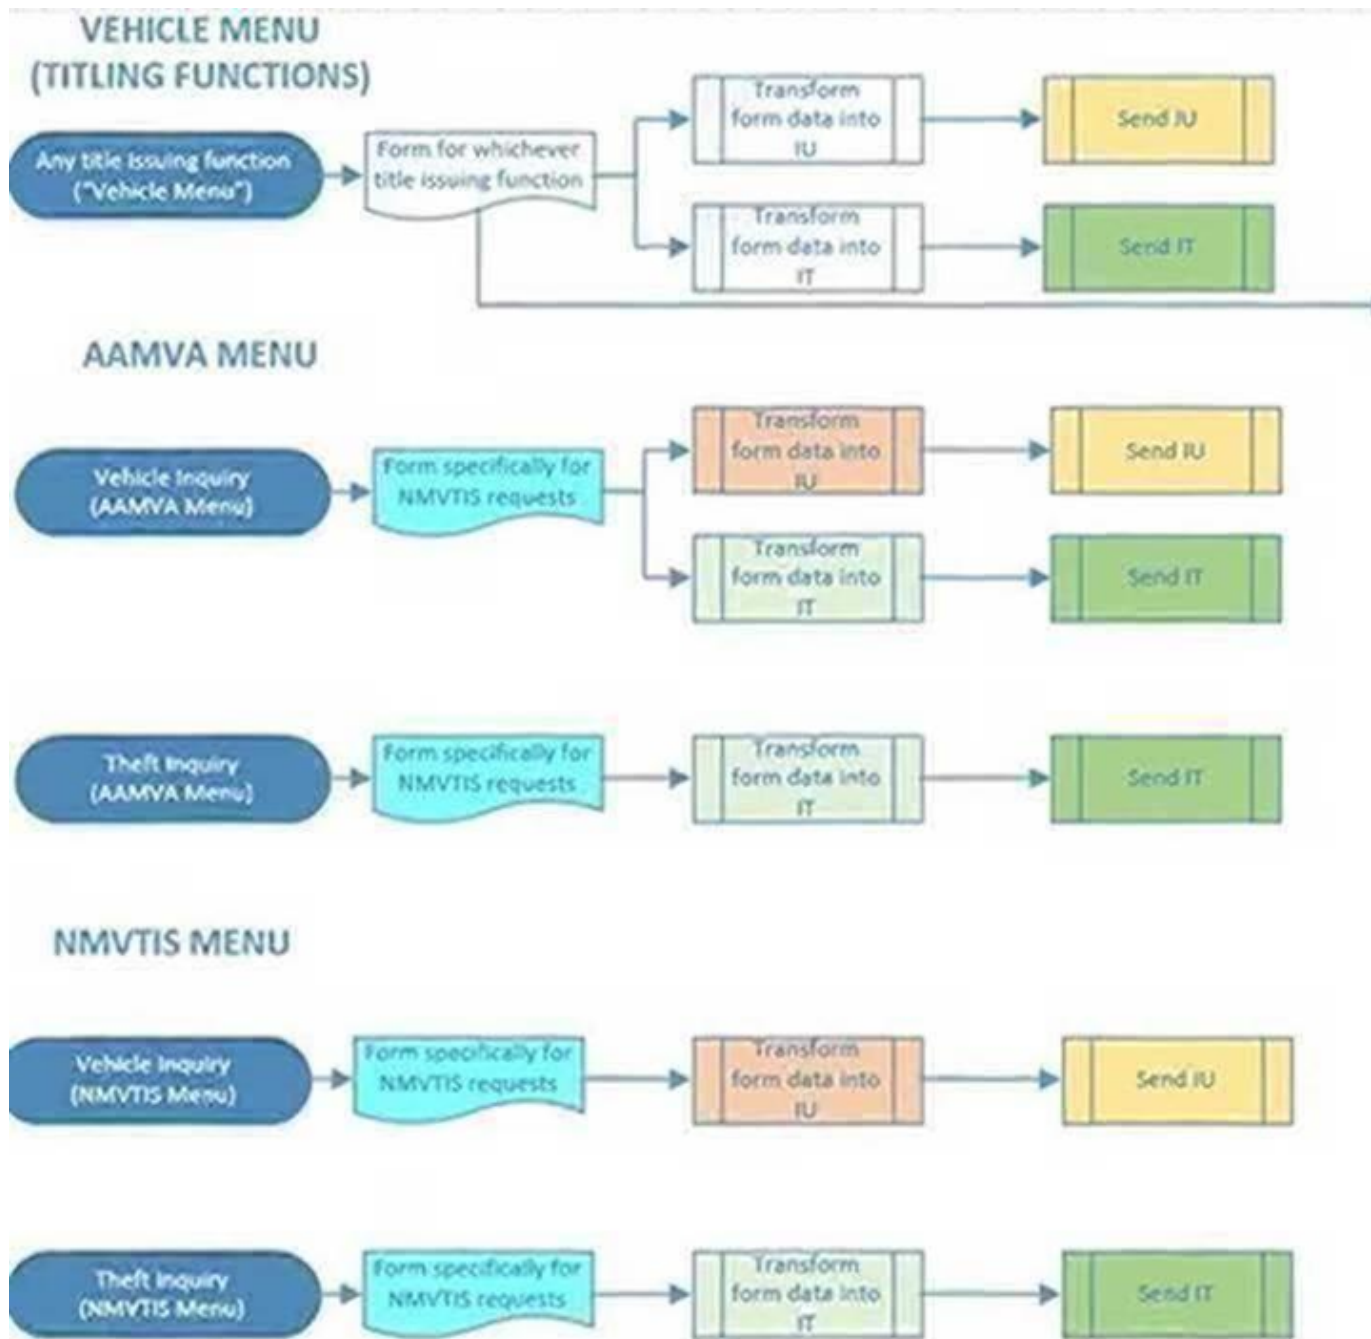 VEHICLE MENU
(TITLING FUNCTIONS)
Any title issuing function
("Vehicle Menu")
Form for whichever
title issuing function
Transform
form data into
IU
Send IU
Transform
form data into
IT
Send IT
AAMVA MENU
Vehicle Inquiry
(AAMVA Menu)
Form specifically for
NMVTIS requests
Transform
form data into
IU
Send IU
Transform
form data into
IT
Send IT
Theft Inquiry
(AAMVA Menu)
Form specifically for
NMVTIS requests
Transform
form data into
IT
Send IT
NMVTIS MENU
Vehicle Inquiry
(NMVTIS Menu)
Form specifically for
NMVTIS requests
Transform
form data into
IU
Send IU
Theft Inquiry
(NMVTIS Menu)
Form specifically for
NMVTIS requests
Transform
form data into
IT
Send IT